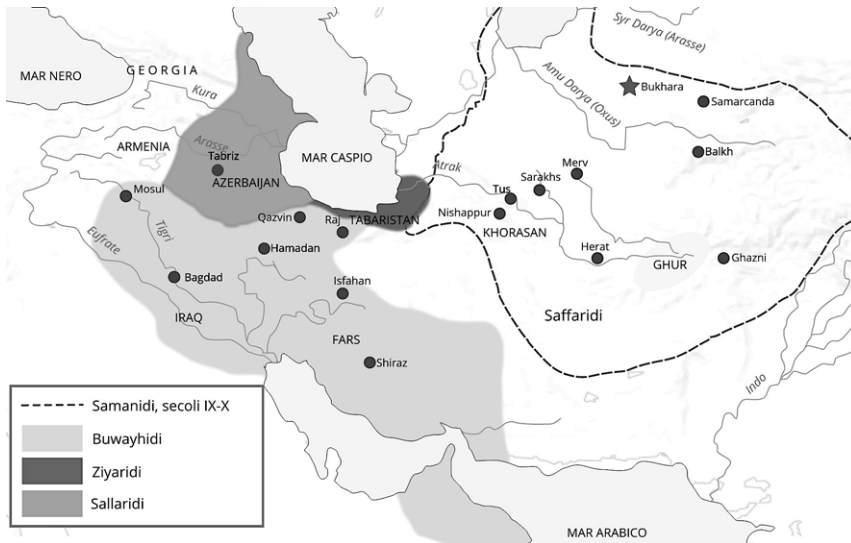 Syr Darya (Arasse)
MAR NERO
GEORGIA
Kura
Amu Darya (Oxus)
Bukhara
Samarcanda
ARMENIA
Arasse
Tabriz
AZERBAIJAN
MAR CASPIO
Atrak
Merv
Balkh
Sarakhs
Mosul
Tus
Nishappur
KHORASAN
Qazvin
Raj
TABARISTAN
Tigri
Eufrate
Hamadan
Herat
GHUR
Ghazni
Bagdad
Isfahan
IRAQ
Saffaridi
FARS
Shiraz
Indo
Samanidi, secoli IX-X
Buwayhidi
Ziyaridi
Sallaridi
MAR ARABICO